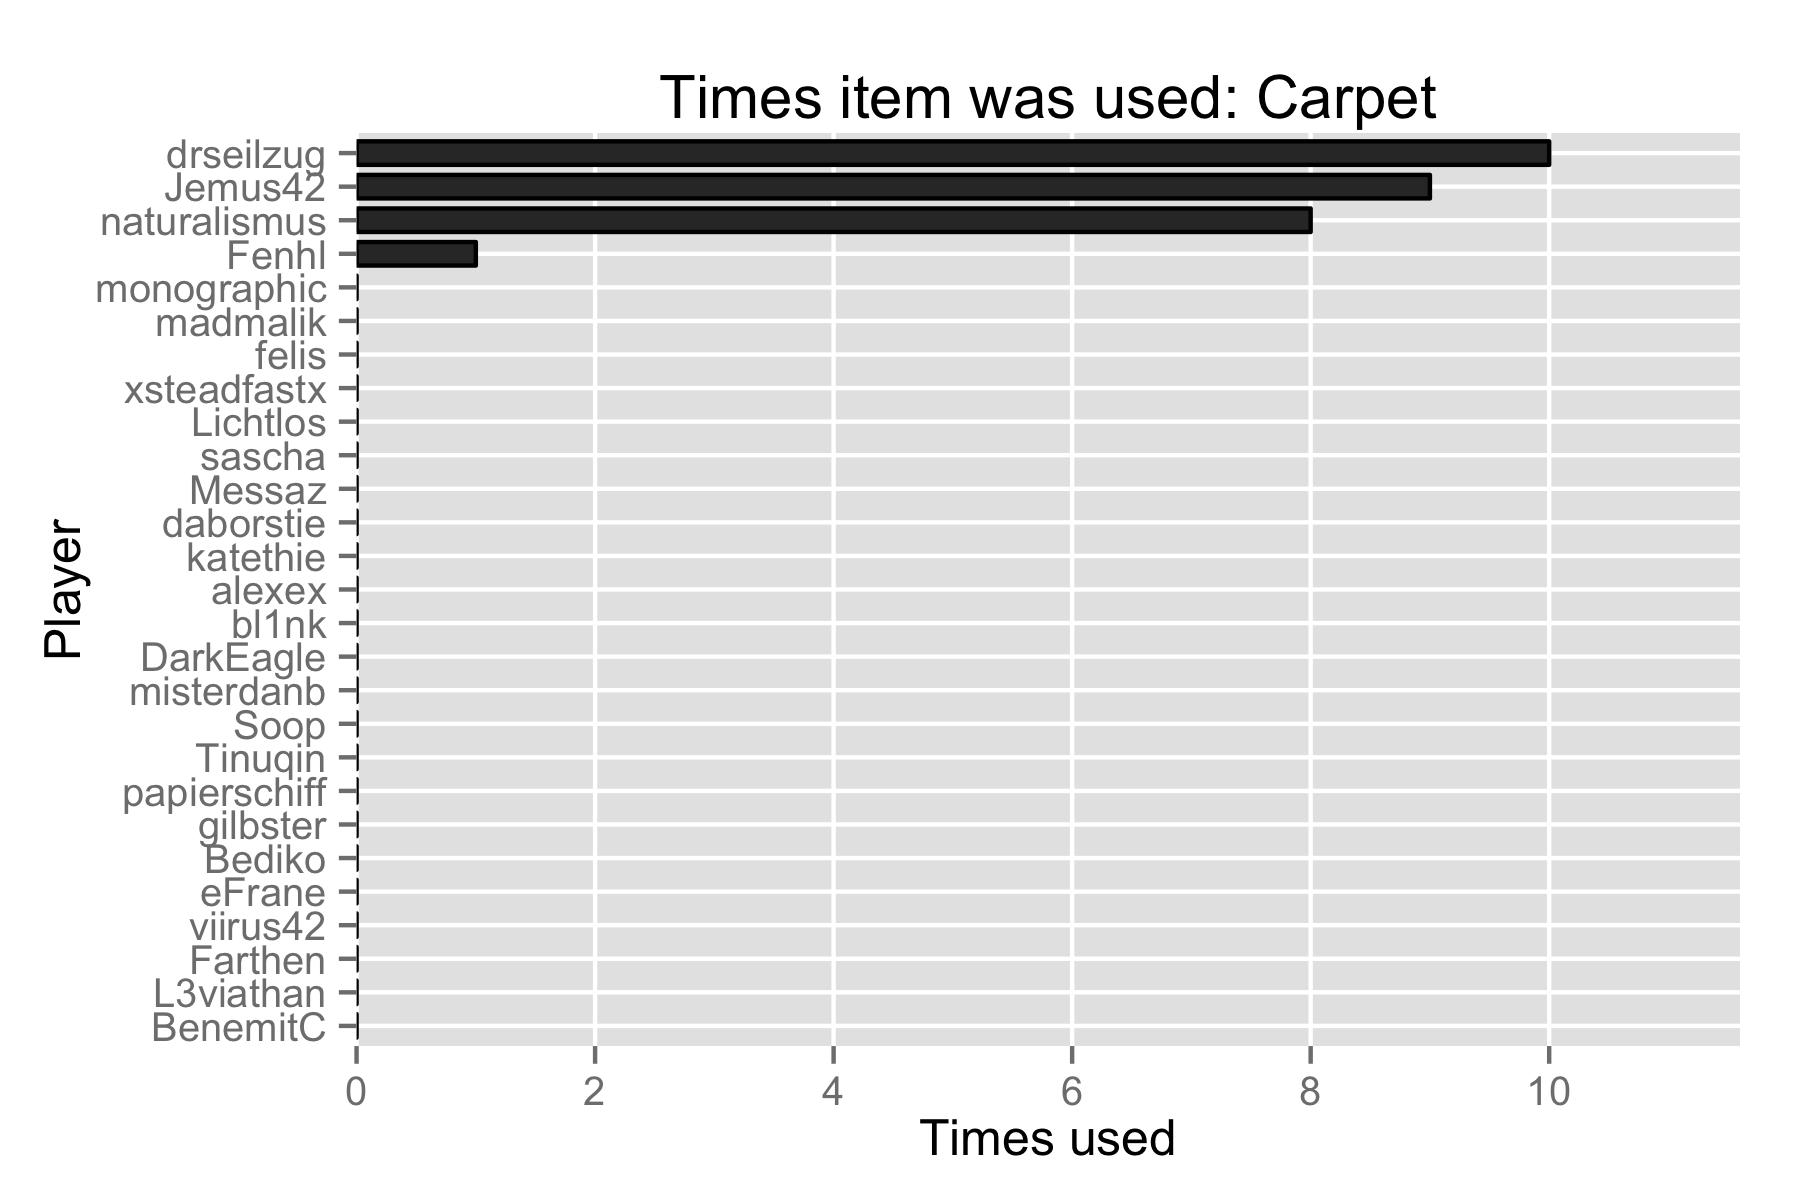 Times item was used: Carpet
drseilzug
Jemus42
naturalismus
Fenhl
monographic
madmalik
felis
xsteadfastx
Lichtlos
sascha
Messaz
daborstie
katethie
alexex
bl1nk
DarkEagle
misterdanb
Soop
Tinuqin
papierschiff
gilbster
Bediko
eFrane
viirus42
Farthen
L3viathan
BenemitC
Player
0 2 4 6 8 10
Times used